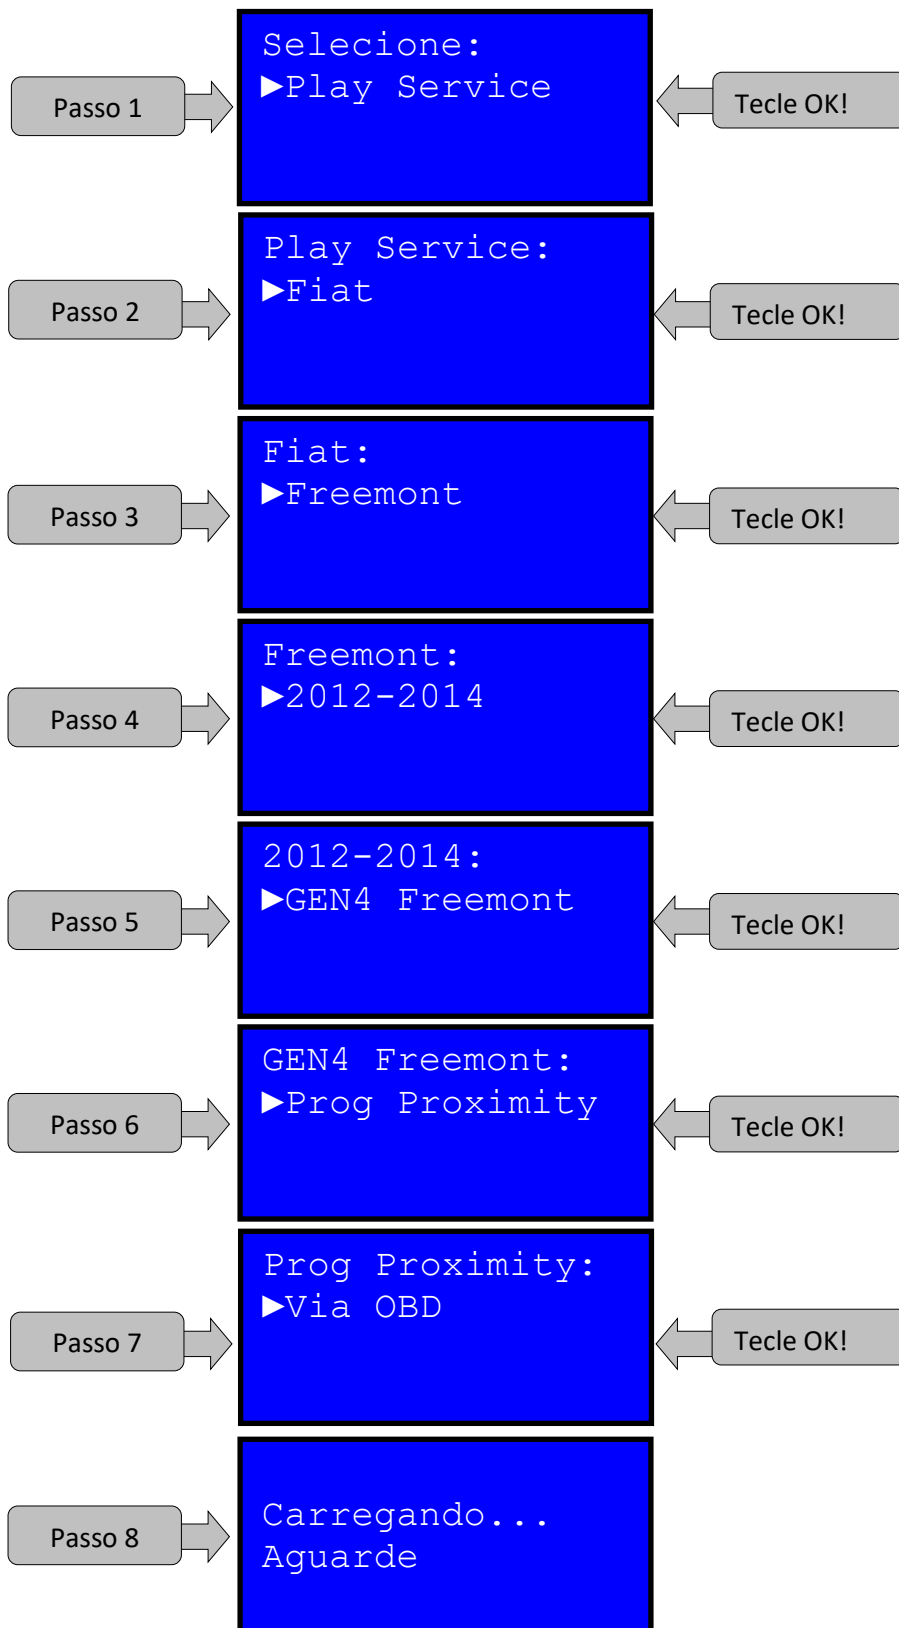 Selecione:
Passo 1
►Play Service
Tecle OK!
Play Service:
Passo 2
►Fiat
Tecle OK!
Fiat:
Passo 3
►Freemont
Tecle OK!
Freemont:
Passo 4
►2012-2014
Tecle OK!
2012-2014:
Passo 5
►GEN4 Freemont
Tecle OK!
GEN4 Freemont:
Passo 6
►Prog Proximity
Tecle OK!
Prog Proximity:
Passo 7
►Via OBD
Tecle OK!
Passo 8
Carregando...
Aguarde